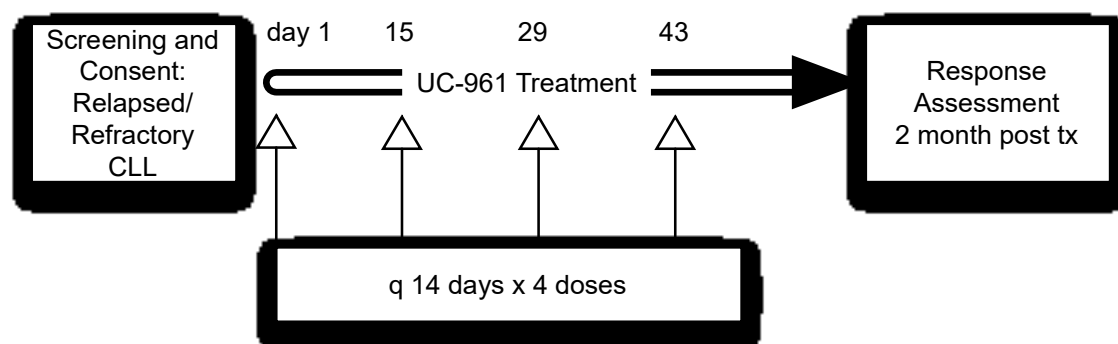 Screening and
Consent:
Relapsed/
Refractory
CLL
day 1 15 29 43
UC-961 Treatment
Response
Assessment
2 month post tx
q 14 days x 4 doses